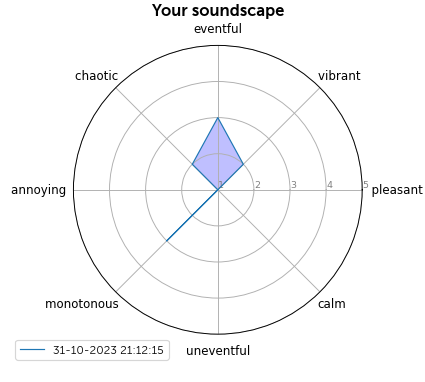 Your soundscape
eventful
chaotic
vibrant
annoying
1
2
3
4
5
pleasant
monotonous
calm
uneventful
31-10-2023 21:12:15